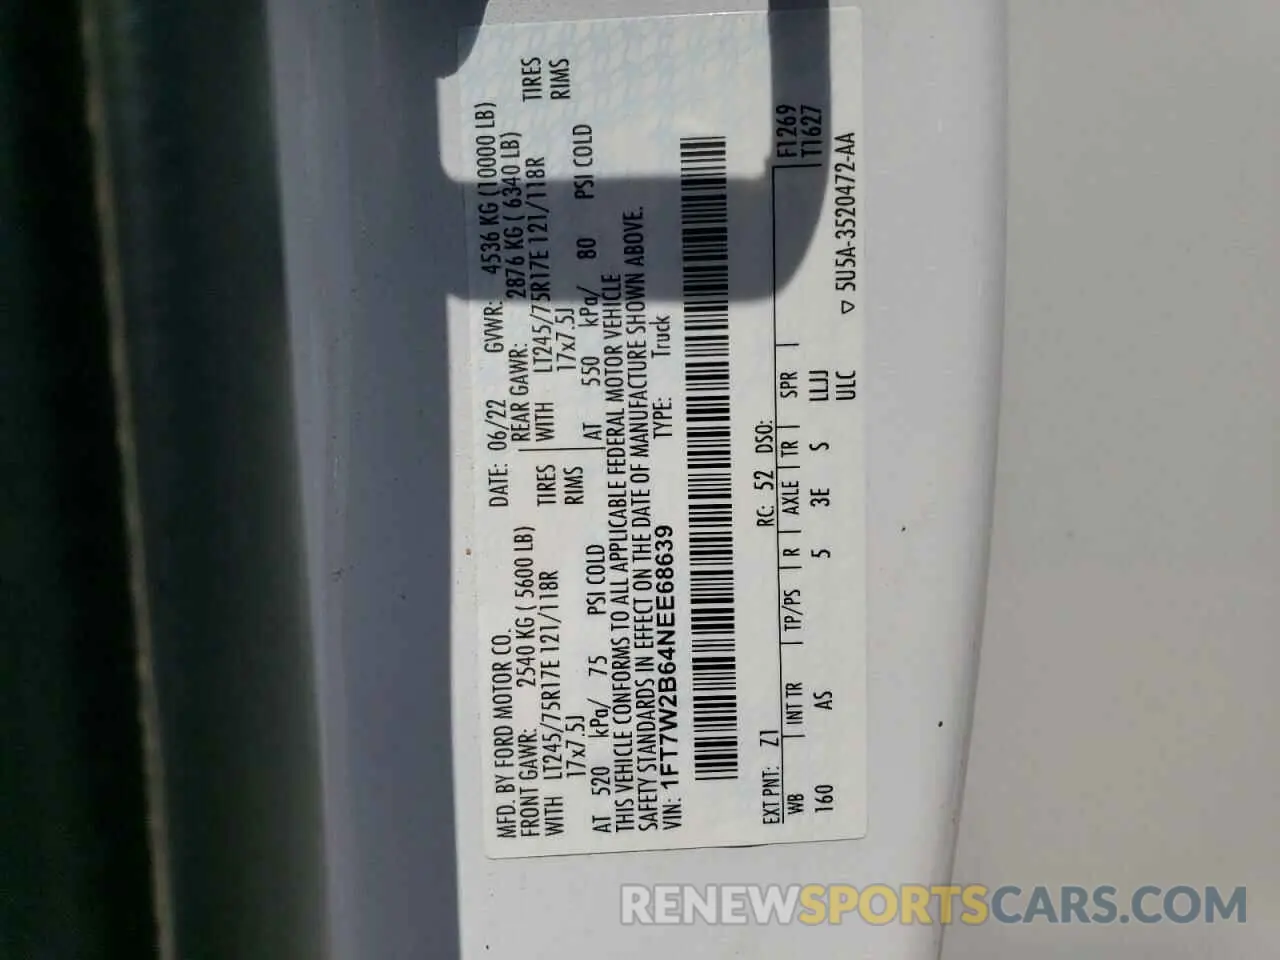 MFD. BY FORD MOTOR CO. DATE: 06/22 GVWR: 4536 KG (10000 LB)
FRONT GAWR: 2540 KG ( 5600 LB) REAR GAWR: 2876 KG ( 6340 LB)
WITH LT245/75R17E 121/118R TIRES WITH LT245/75R17E 121/118R TIRES
17x7.5J RIMS 17x7.5J RIMS
AT 520 kPa/ 75 PSI COLD AT 550 kPa/ 80 PSI COLD
THIS VEHICLE CONFORMS TO ALL APPLICABLE FEDERAL MOTOR VEHICLE
SAFETY STANDARDS IN EFFECT ON THE DATE OF MANUFACTURE SHOWN ABOVE.
VIN: 1FT7W2B64NEE68639 TYPE: Truck
EXT PNT: Z1 RC: 52 DSO:
WB | INT TR | TP/PS | R | AXLE | TR | SPR | F1269
160 AS 5 3E S LLJJ T1627
ULC ▽ 5U5A-3520472-AA
RENEWSPORTSCARS.COM